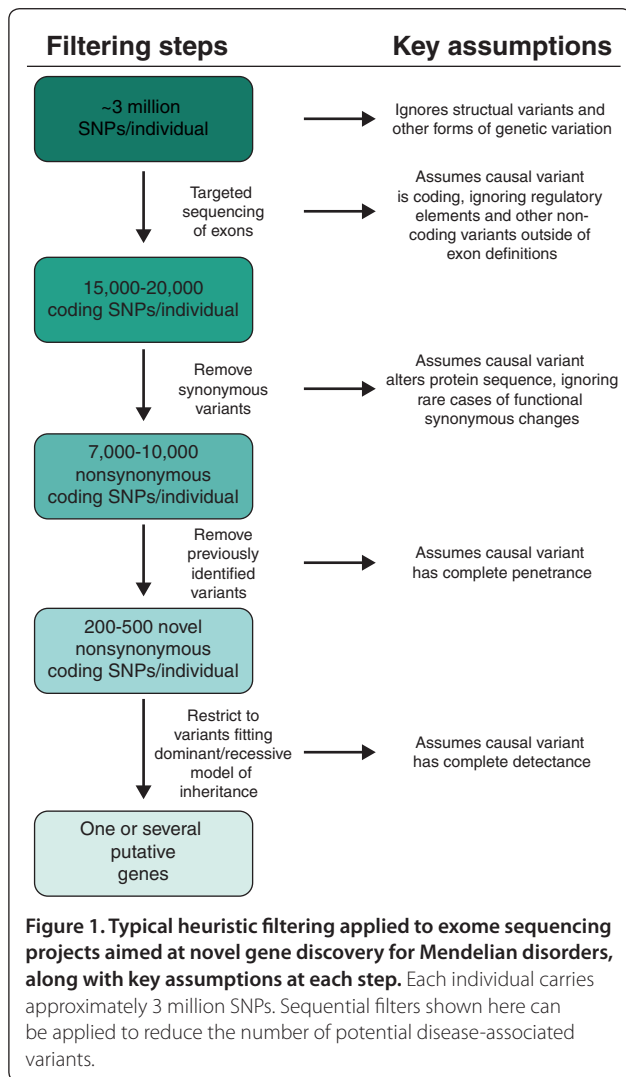 Filtering steps
Key assumptions
~3 million
SNPs/individual
Ignores structual variants and
other forms of genetic variation
Targeted
sequencing
of exons
Assumes causal variant
is coding, ignoring regulatory
elements and other non-
coding variants outside of
exon definitions
15,000-20,000
coding SNPs/individual
Remove
synonymous
variants
Assumes causal variant
alters protein sequence, ignoring
rare cases of functional
synonymous changes
7,000-10,000
nonsynonymous
coding SNPs/individual
Remove
previously
identified
variants
Assumes causal variant
has complete penetrance
200-500 novel
nonsynonymous
coding SNPs/individual
Restrict to
variants fitting
dominant/recessive
model of
inheritance
Assumes causal variant
has complete detectance
One or several
putative
genes
Figure 1. Typical heuristic filtering applied to exome sequencing
projects aimed at novel gene discovery for Mendelian disorders,
along with key assumptions at each step. Each individual carries
approximately 3 million SNPs. Sequential filters shown here can
be applied to reduce the number of potential disease-associated
variants.